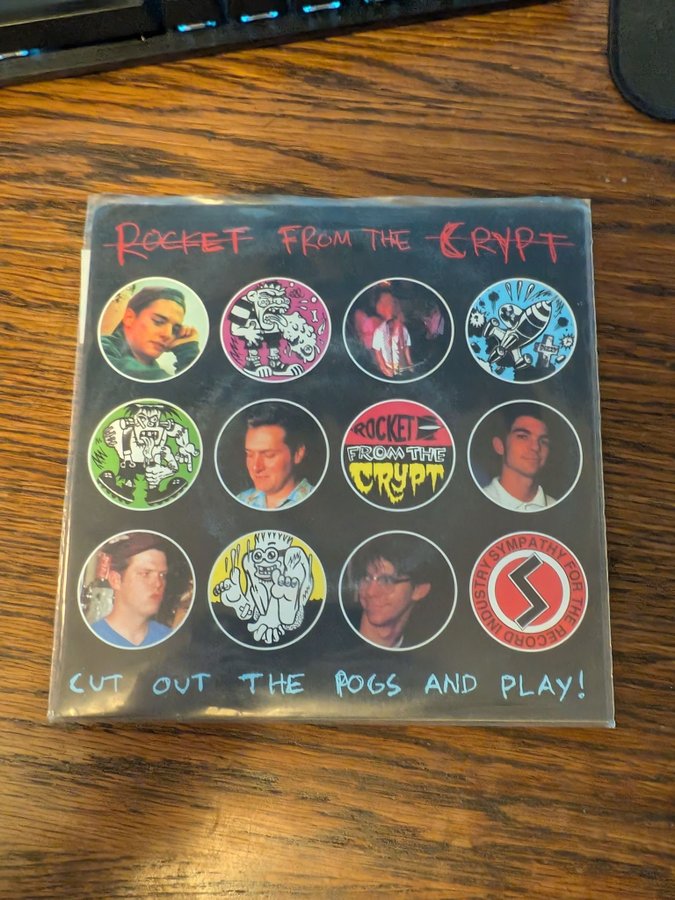 ROCKET FROM THE CRYPT
ROCKET
FROM THE
CRYPT
SYMPATHY FOR THE RECORD INDUSTRY
CUT OUT THE POGS AND PLAY!